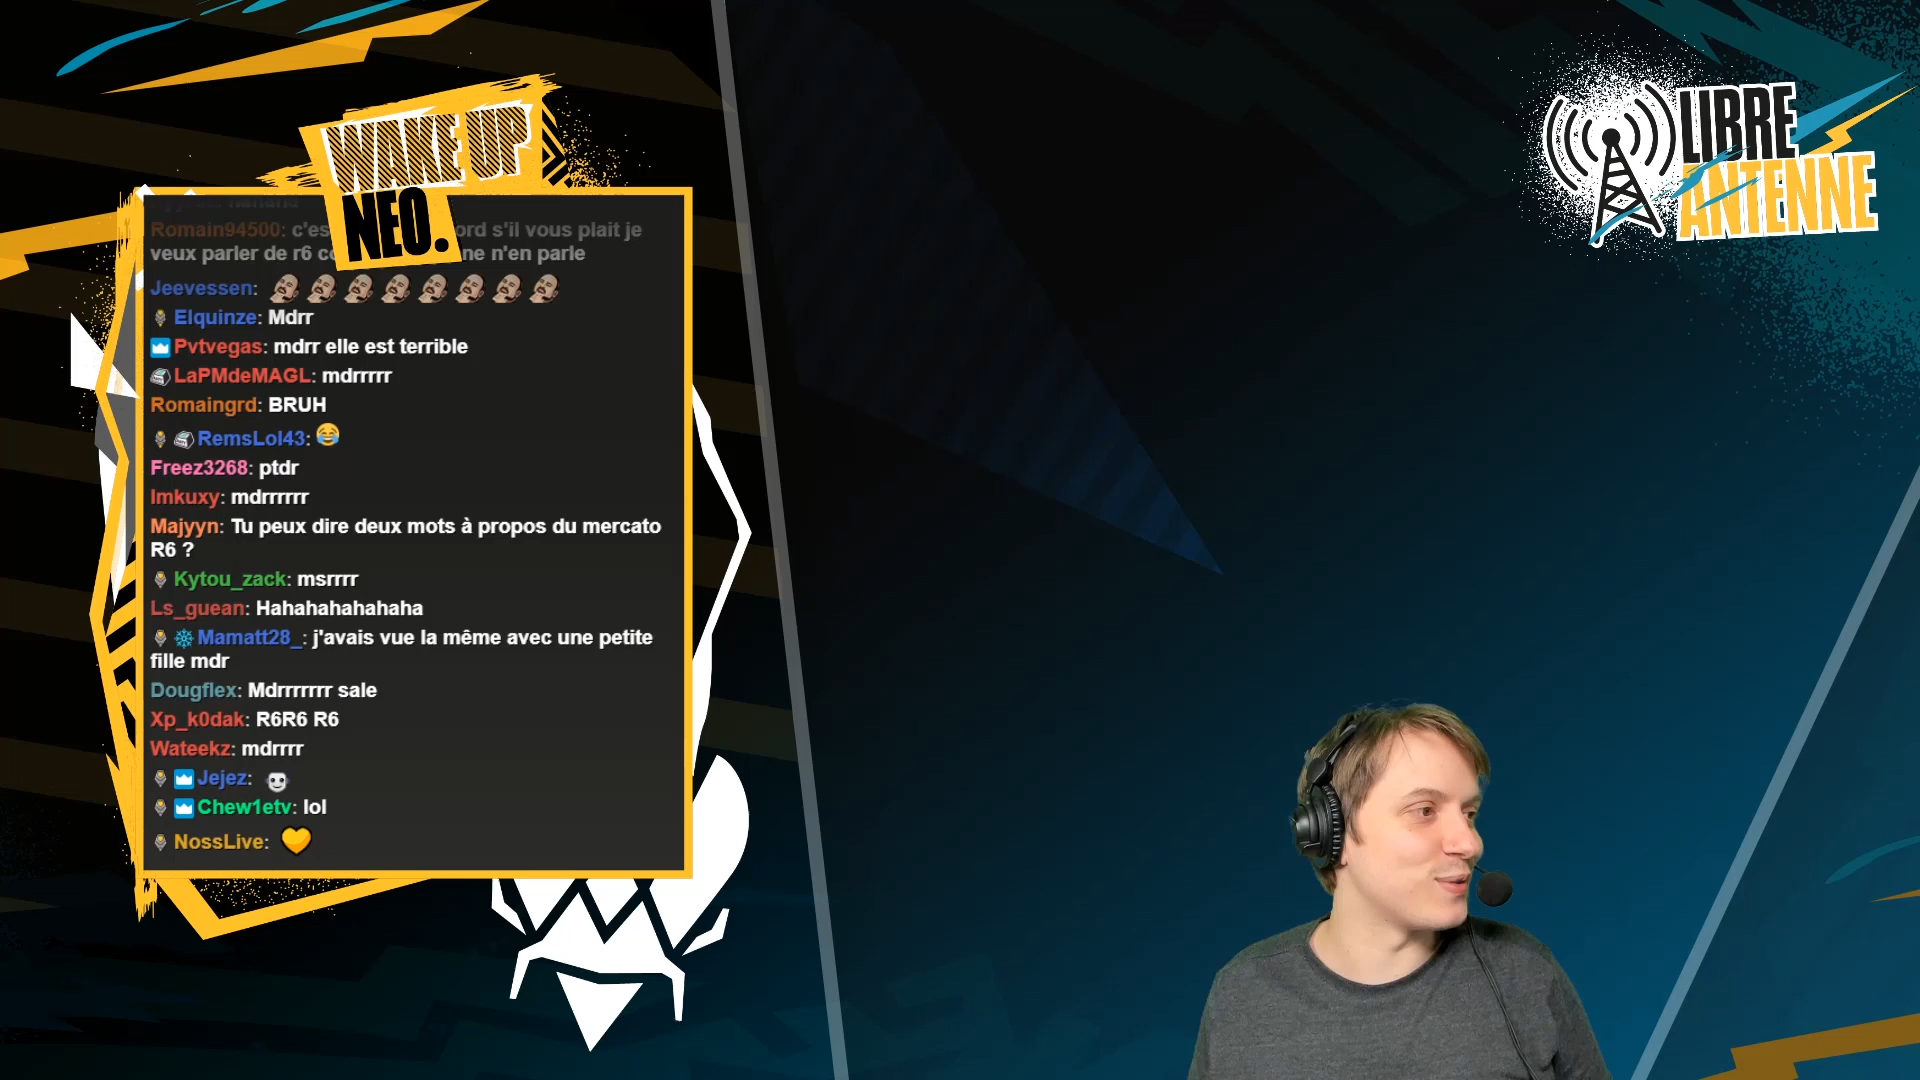 WAKE UP
NEO.
LIBRE
ANTENNE
Romain94500: c'es ord s'il vous plait je
veux parler de r6 ne n'en parle
Jeevessen:
Elquinze: Mdrr
Pvtvegas: mdrr elle est terrible
LaPMdeMAGL: mdrrrrr
Romaingrd: BRUH
RemsLol43: 😂
Freez3268: ptdr
Imkuxy: mdrrrrrr
Majyyn: Tu peux dire deux mots à propos du mercato
R6 ?
Kytou_zack: msrrrr
Ls_guean: Hahahahahahaha
Mamatt28_: j'avais vue la même avec une petite
fille mdr
Dougflex: Mdrrrrrrr sale
Xp_k0dak: R6R6 R6
Wateekz: mdrrrr
Jejez:
Chew1etv: lol
NossLive: 💛